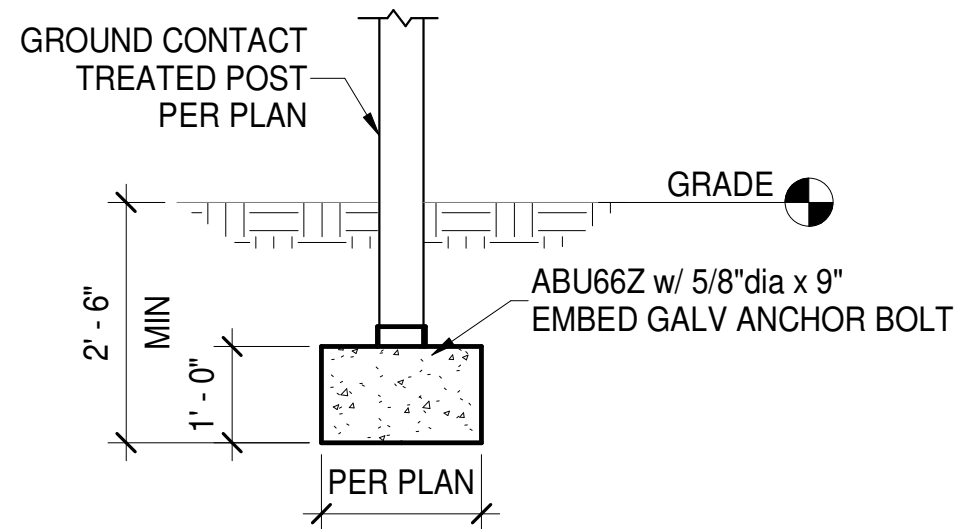 GROUND CONTACT
TREATED POST
PER PLAN
GRADE
ABU66Z w/ 5/8"dia x 9"
EMBED GALV ANCHOR BOLT
2' - 6"
MIN
1' - 0"
PER PLAN